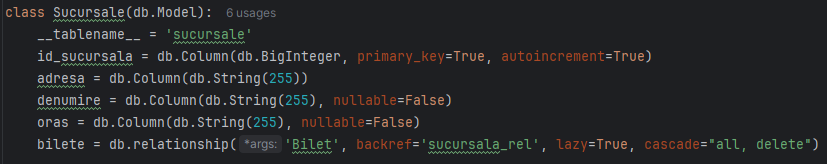 class Sucursale(db.Model):  6 usages
    __tablename__ = 'sucursale'
    id_sucursala = db.Column(db.BigInteger, primary_key=True, autoincrement=True)
    adresa = db.Column(db.String(255))
    denumire = db.Column(db.String(255), nullable=False)
    oras = db.Column(db.String(255), nullable=False)
    bilete = db.relationship( *args: 'Bilet', backref='sucursala_rel', lazy=True, cascade="all, delete")